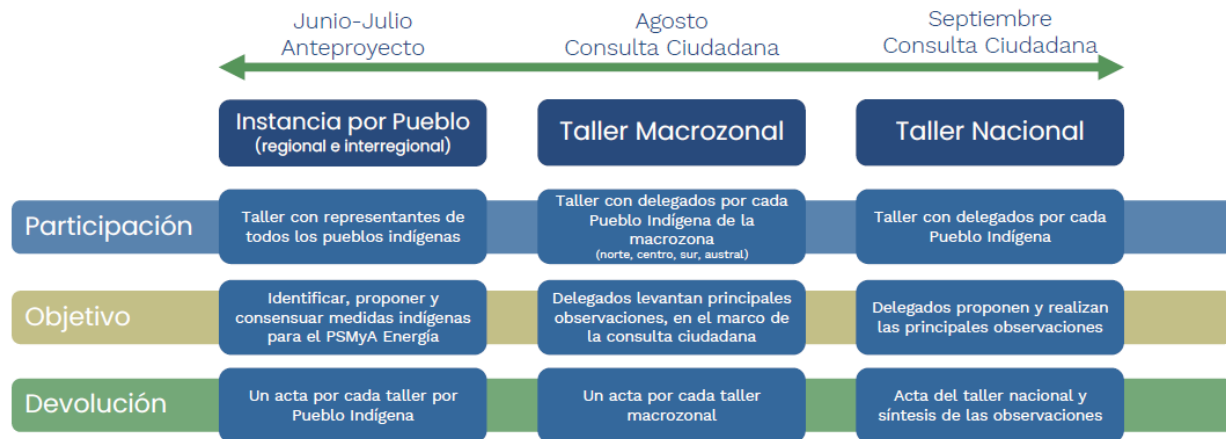 Junio-Julio
Anteproyecto
Agosto
Consulta Ciudadana
Septiembre
Consulta Ciudadana
Instancia por Pueblo
(regional e interregional)
Taller Macrozonal
Taller Nacional
Participación
Taller con representantes de
todos los pueblos indígenas
Taller con delegados por cada
Pueblo Indígena de la
macrozona
(norte, centro, sur, austral)
Taller con delegados por cada
Pueblo Indígena
Objetivo
Identificar, proponer y
consensuar medidas indígenas
para el PSMyA Energía
Delegados levantan principales
observaciones, en el marco de
la consulta ciudadana
Delegados proponen y realizan
las principales observaciones
Devolución
Un acta por cada taller por
Pueblo Indígena
Un acta por cada taller
macrozonal
Acta del taller nacional y
síntesis de las observaciones